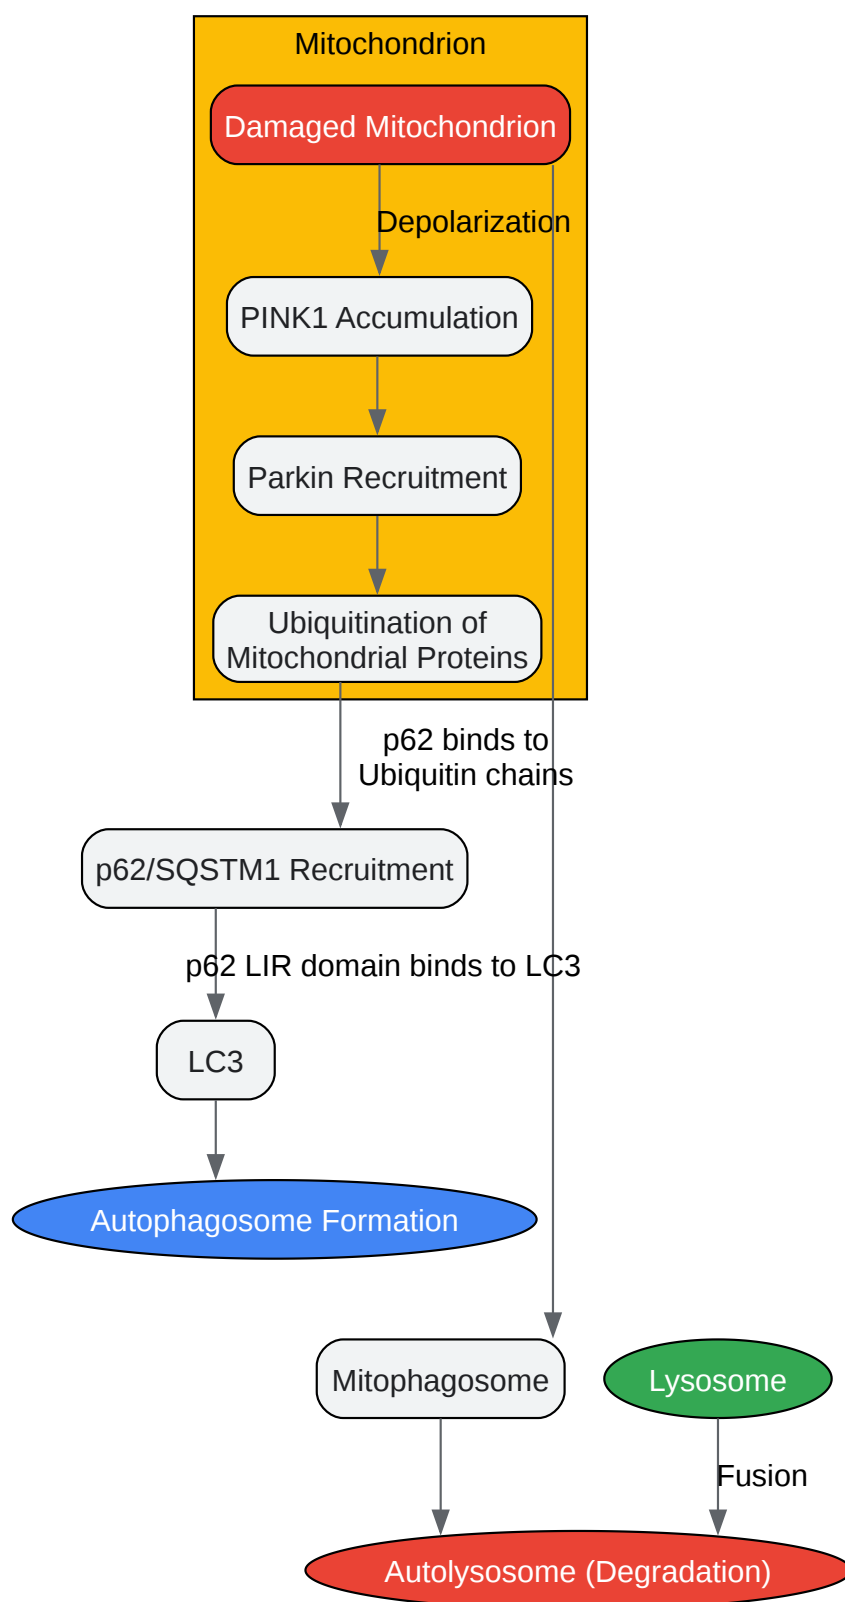 Mitochondrion
Damaged Mitochondrion
Depolarization
PINK1 Accumulation
Parkin Recruitment
Ubiquitination of
Mitochondrial Proteins
p62 binds to
Ubiquitin chains
p62/SQSTM1 Recruitment
p62 LIR domain binds to LC3
LC3
Autophagosome Formation
Mitophagosome
Lysosome
Fusion
Autolysosome (Degradation)